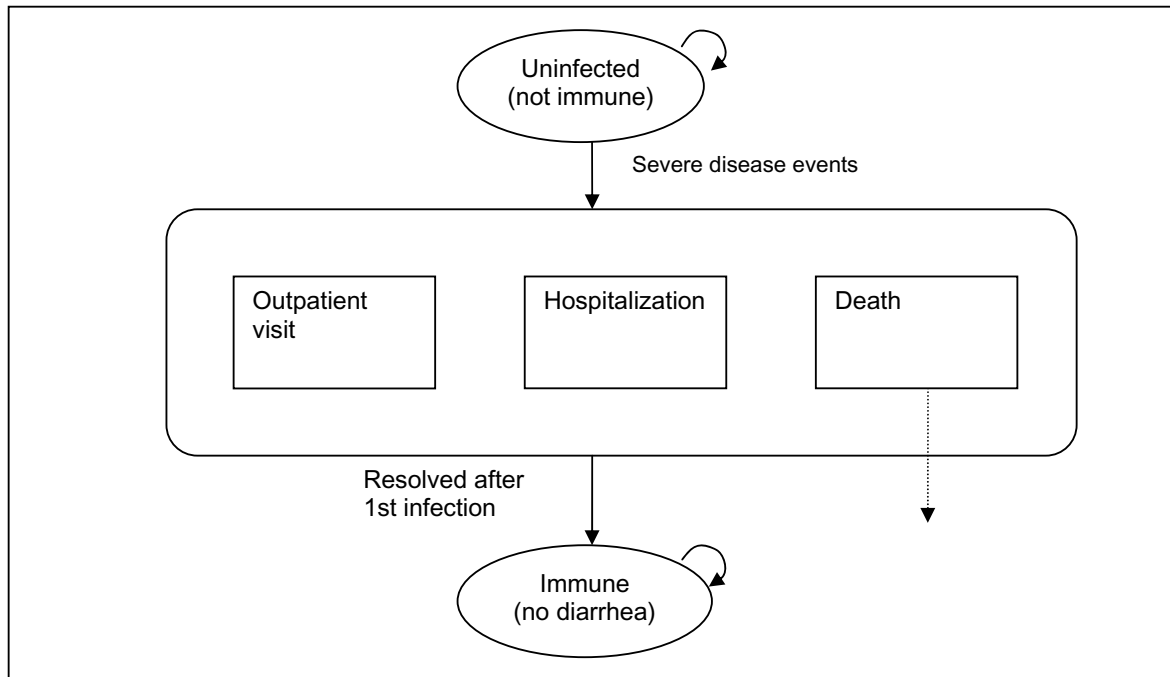 Uninfected
(not immune)
Severe disease events
Outpatient
visit
Hospitalization
Death
Resolved after
1st infection
Immune
(no diarrhea)